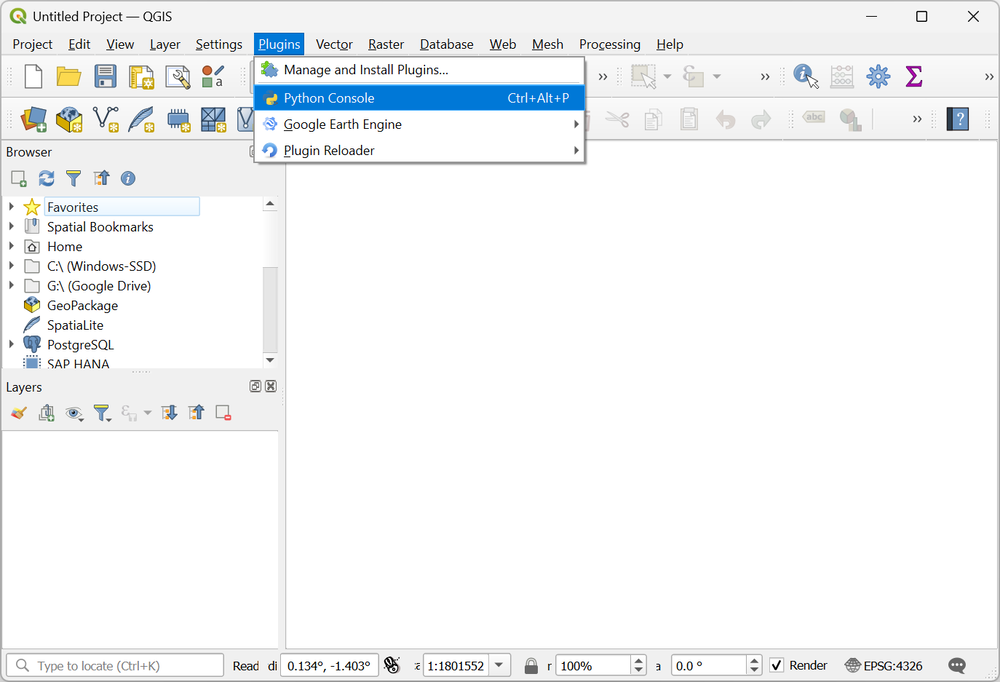 Untitled Project — QGIS
Project Edit View Layer Settings Plugins Vector Raster Database Web Mesh Processing Help
Manage and Install Plugins...
Python Console Ctrl+Alt+P
Google Earth Engine
Plugin Reloader
a
abc
?
Browser
Favorites
Spatial Bookmarks
Home
C:\ (Windows-SSD)
G:\ (Google Drive)
GeoPackage
SpatiaLite
PostgreSQL
SAP HANA
Layers
Type to locate (Ctrl+K) Read di 0.134°, -1.403° 1:1801552 r 100% a 0.0 ° Render EPSG:4326